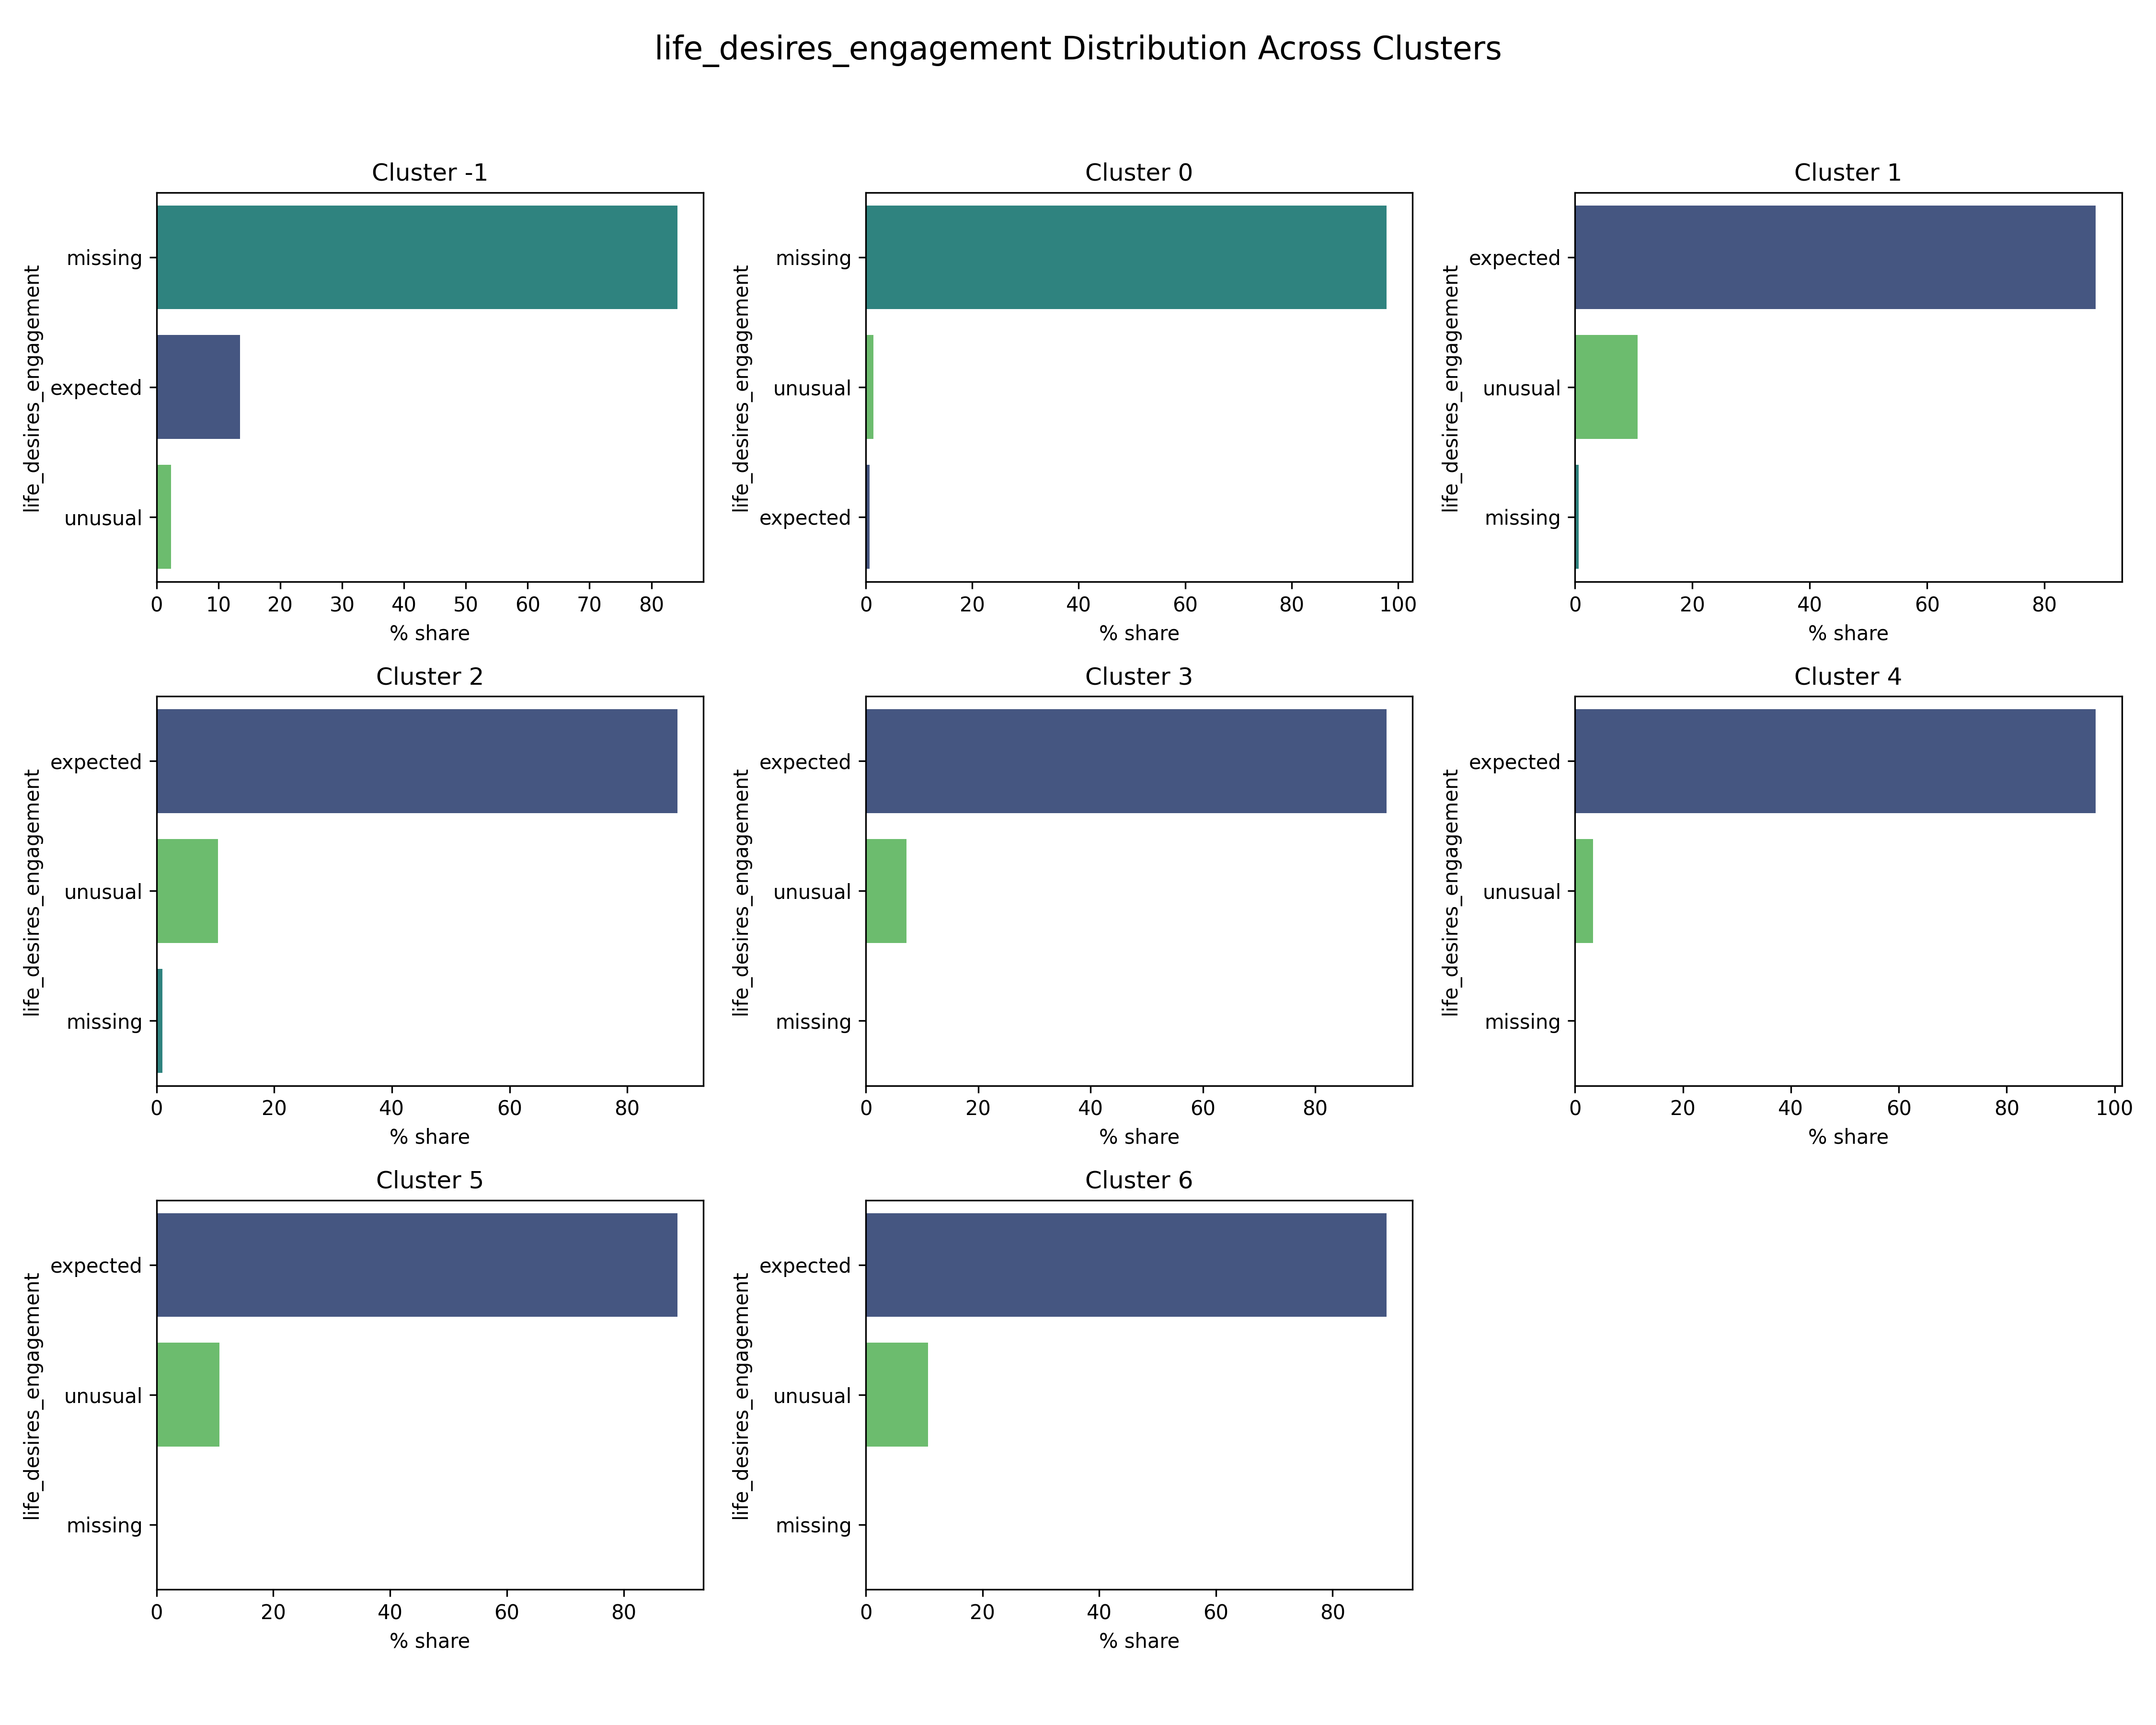 life_desires_engagement Distribution Across Clusters
Cluster -1
life_desires_engagement
missing
expected
unusual
0 10 20 30 40 50 60 70 80
% share
Cluster 0
life_desires_engagement
missing
unusual
expected
0 20 40 60 80 100
% share
Cluster 1
life_desires_engagement
expected
unusual
missing
0 20 40 60 80
% share
Cluster 2
life_desires_engagement
expected
unusual
missing
0 20 40 60 80
% share
Cluster 3
life_desires_engagement
expected
unusual
missing
0 20 40 60 80
% share
Cluster 4
life_desires_engagement
expected
unusual
missing
0 20 40 60 80 100
% share
Cluster 5
life_desires_engagement
expected
unusual
missing
0 20 40 60 80
% share
Cluster 6
life_desires_engagement
expected
unusual
missing
0 20 40 60 80
% share